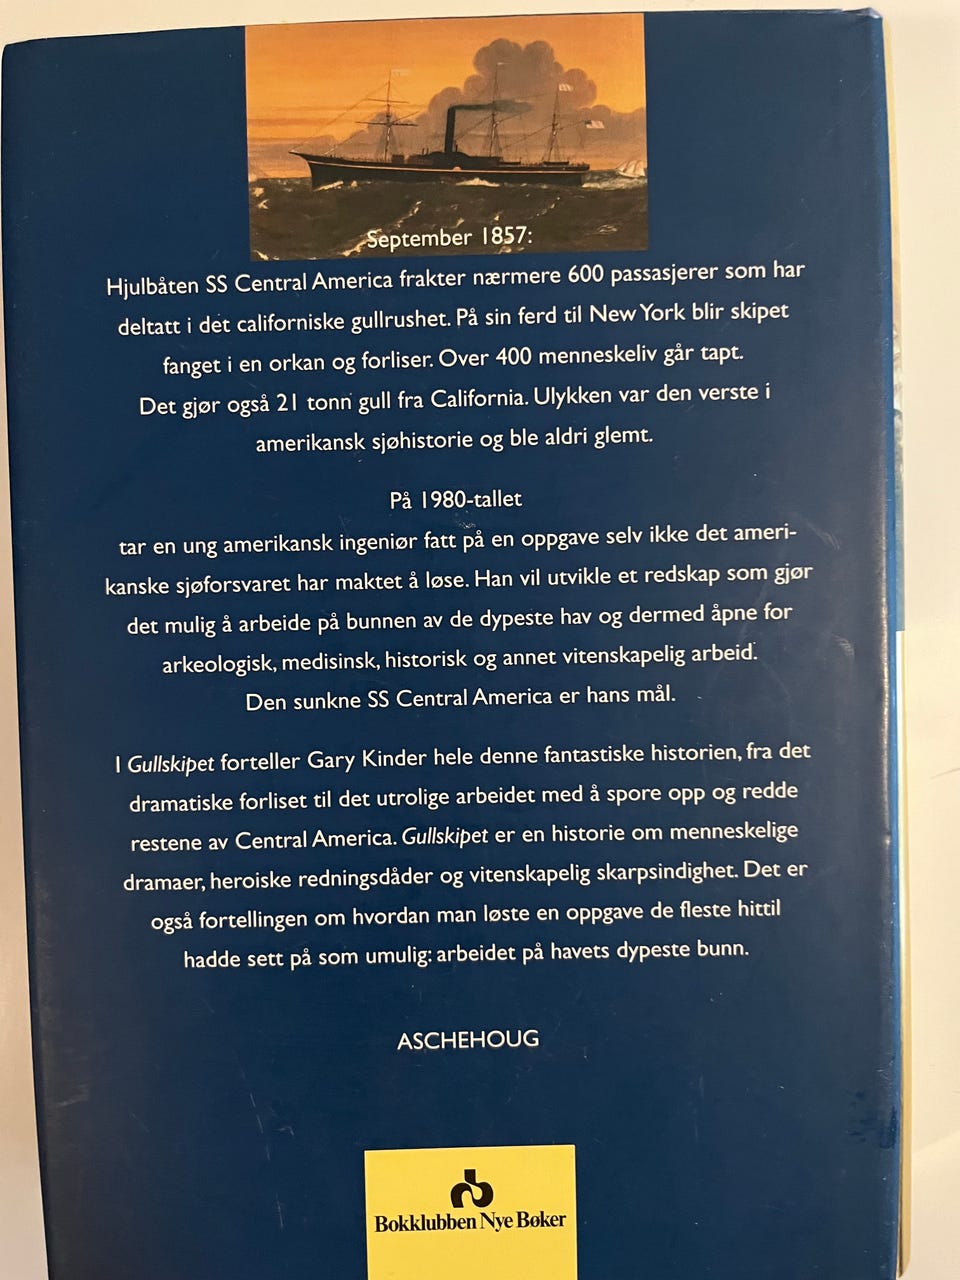 September 1857:
Hjulbåten SS Central America frakter nærmere 600 passasjerer som har
deltatt i det californiske gullrushet. På sin ferd til New York blir skipet
fanget i en orkan og forliser. Over 400 menneskeliv går tapt.
Det gjør også 21 tonn gull fra California. Ulykken var den verste i
amerikansk sjøhistorie og ble aldri glemt.
På 1980-tallet
tar en ung amerikansk ingeniør fatt på en oppgave selv ikke det ameri-
kanske sjøforsvaret har maktet å løse. Han vil utvikle et redskap som gjør
det mulig å arbeide på bunnen av de dypeste hav og dermed åpne for
arkeologisk, medisinsk, historisk og annet vitenskapelig arbeid.
Den sunkne SS Central America er hans mål.
I Gullskipet forteller Gary Kinder hele denne fantastiske historien, fra det
dramatiske forliset til det utrolige arbeidet med å spore opp og redde
restene av Central America. Gullskipet er en historie om menneskelige
dramaer, heroiske redningsdåder og vitenskapelig skarpsindighet. Det er
også fortellingen om hvordan man løste en oppgave de fleste hittil
hadde sett på som umulig: arbeidet på havets dypeste bunn.
ASCHEHOUG
Bokklubben Nye Bøker